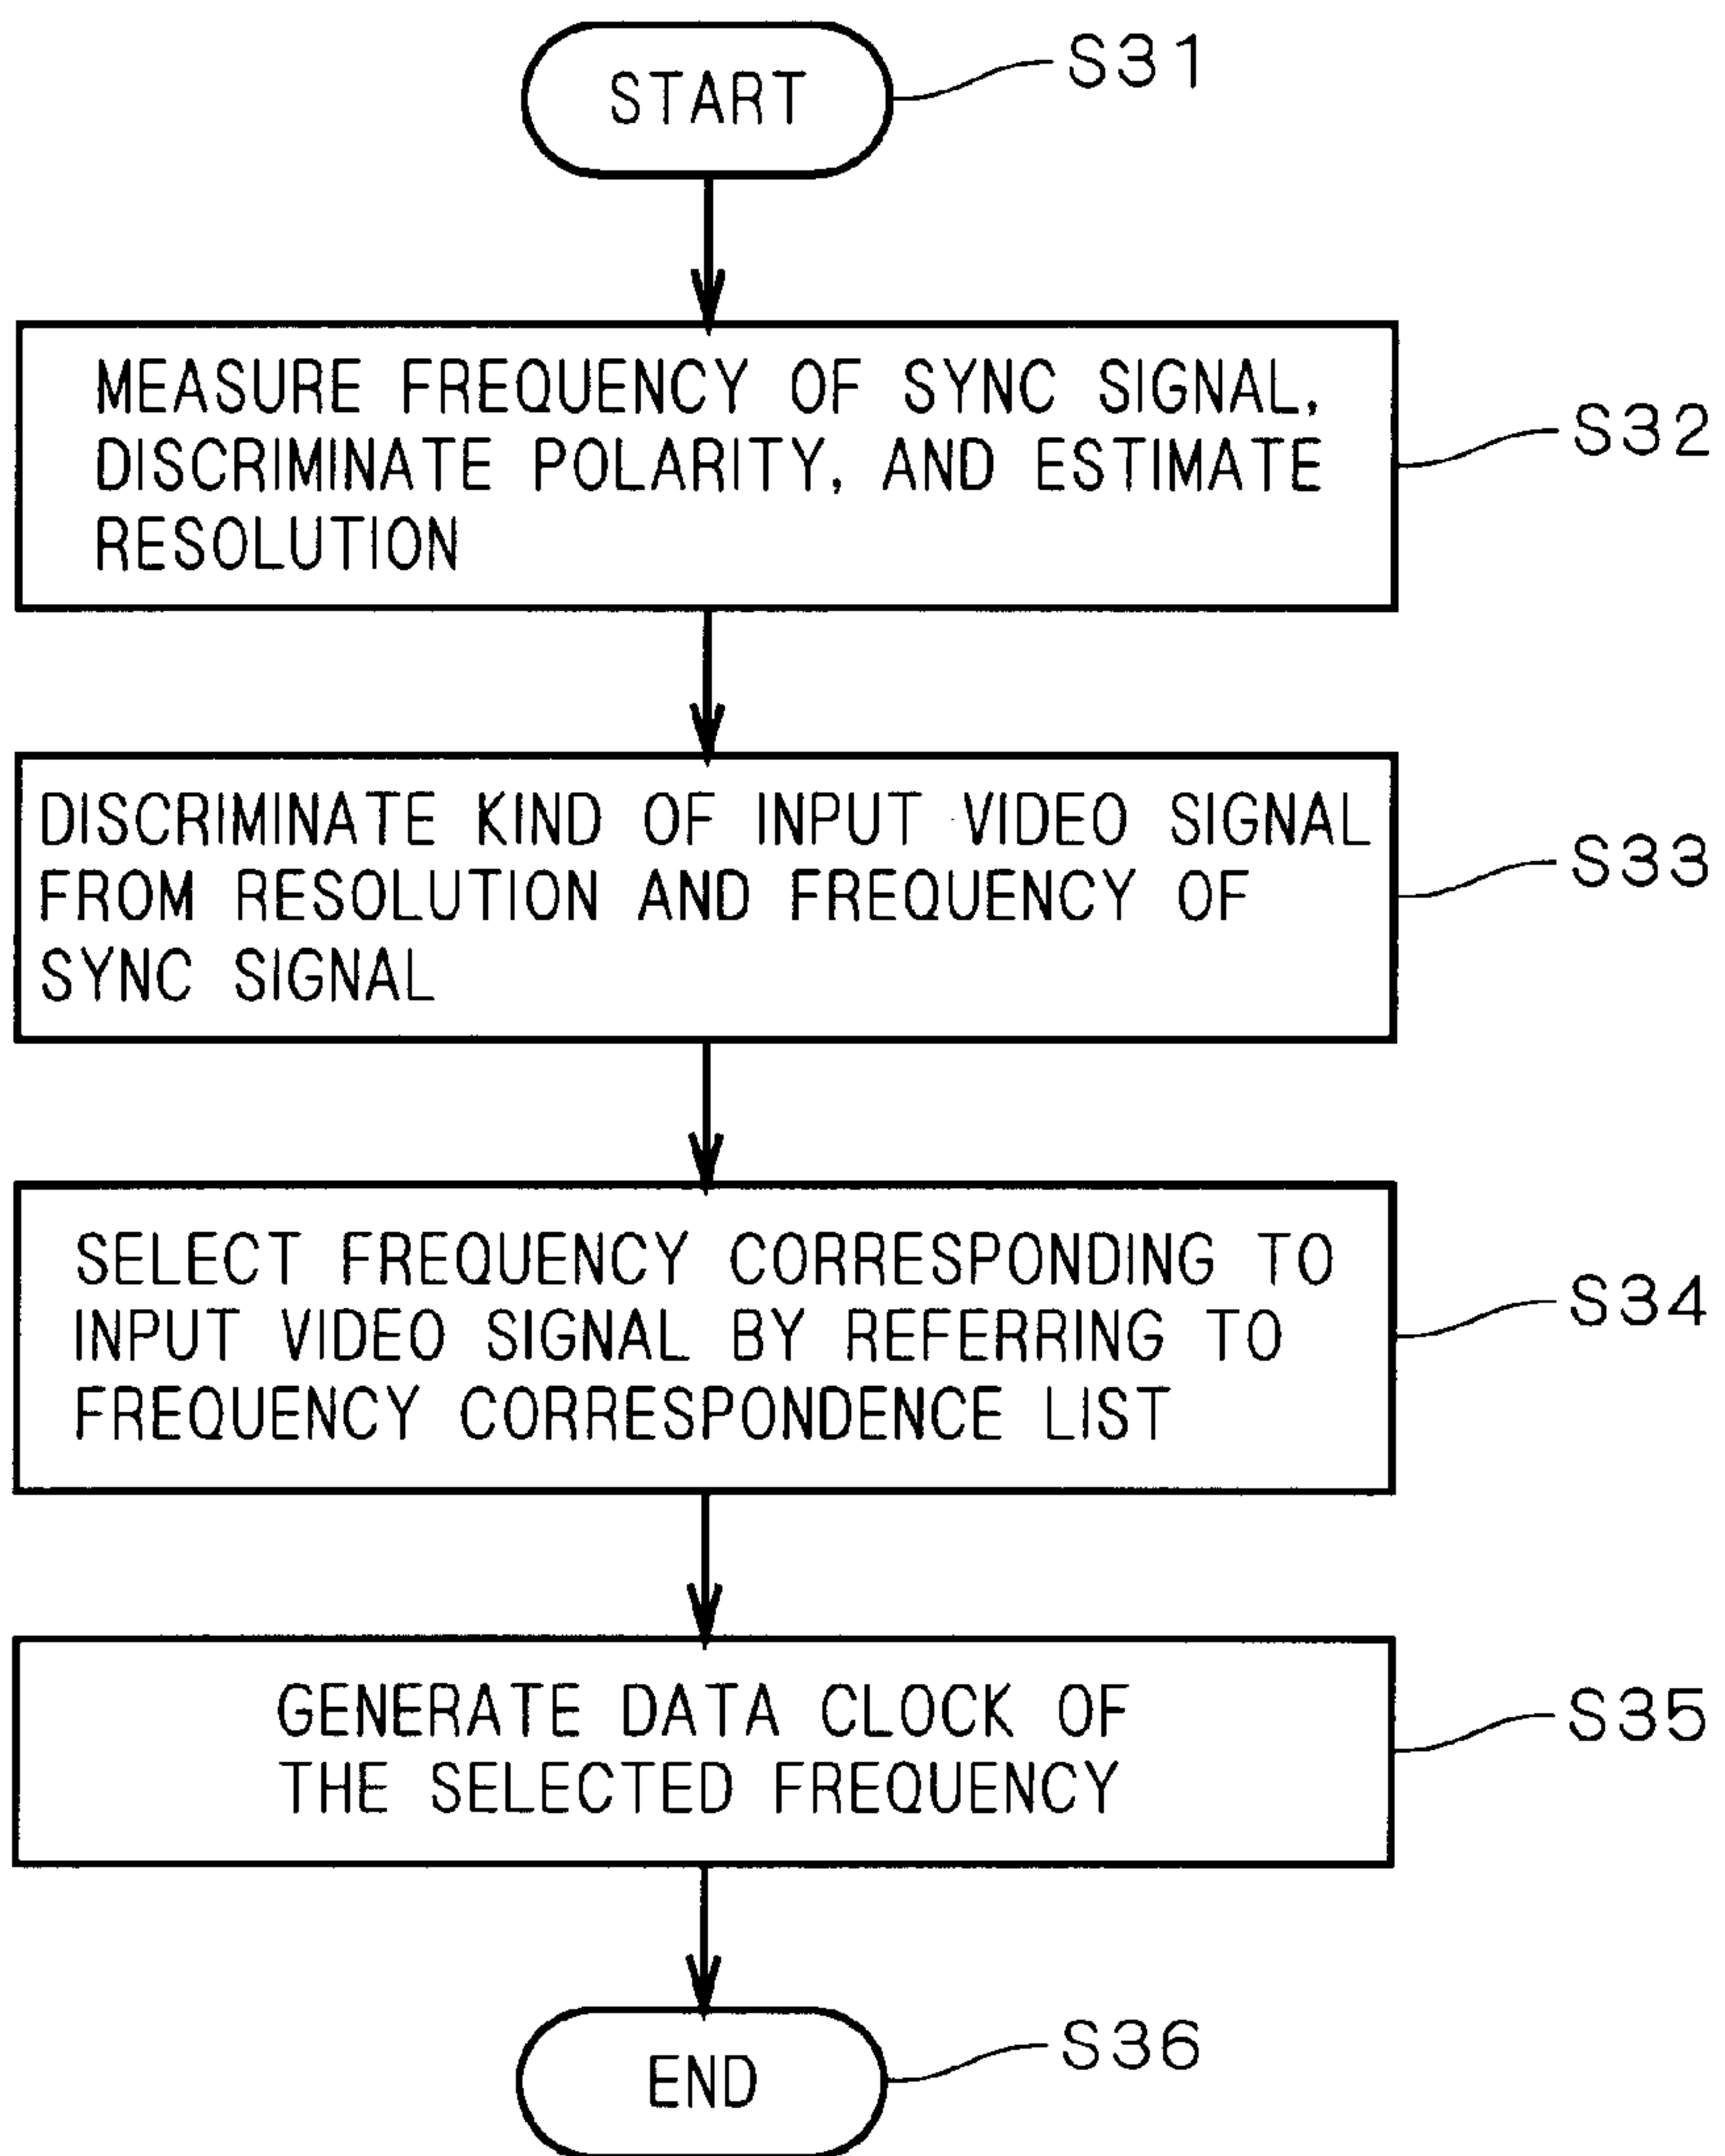 START
S31
MEASURE FREQUENCY OF SYNC SIGNAL,
DISCRIMINATE POLARITY, AND ESTIMATE
RESOLUTION
S32
DISCRIMINATE KIND OF INPUT VIDEO SIGNAL
FROM RESOLUTION AND FREQUENCY OF
SYNC SIGNAL
S33
SELECT FREQUENCY CORRESPONDING TO
INPUT VIDEO SIGNAL BY REFERRING TO
FREQUENCY CORRESPONDENCE LIST
S34
GENERATE DATA CLOCK OF
THE SELECTED FREQUENCY
S35
END
S36